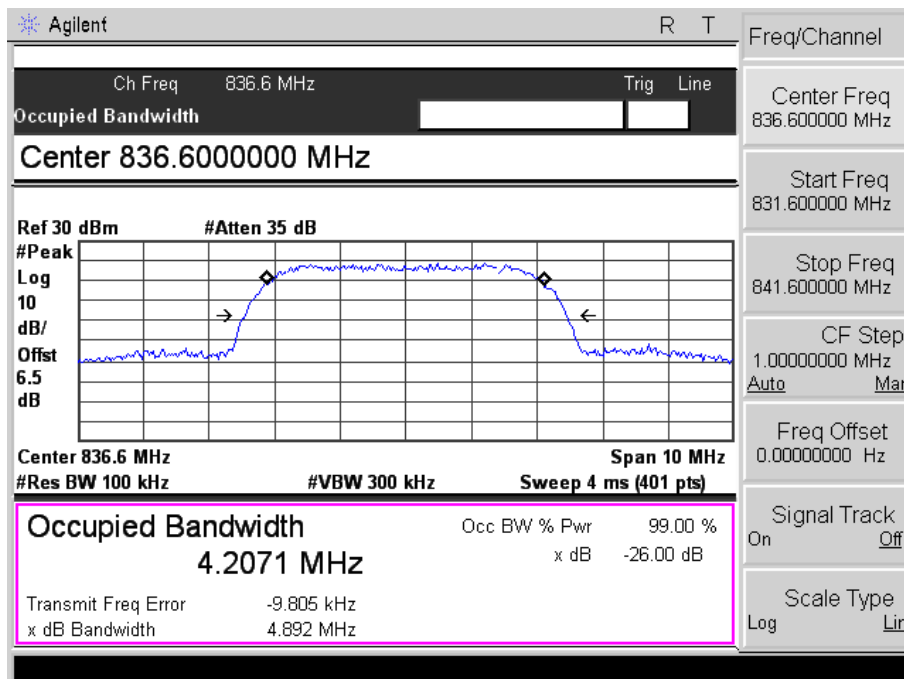 Agilent R T
Ch Freq 836.6 MHz Trig Line
Occupied Bandwidth
Center 836.6000000 MHz
Ref 30 dBm #Atten 35 dB
#Peak
Log
10
dB/
Offst
6.5
dB
Center 836.6 MHz Span 10 MHz
#Res BW 100 kHz #VBW 300 kHz Sweep 4 ms (401 pts)
Occupied Bandwidth Occ BW % Pwr 99.00 %
4.2071 MHz x dB -26.00 dB
Transmit Freq Error -9.805 kHz
x dB Bandwidth 4.892 MHz
Freq/Channel
Center Freq
836.600000 MHz
Start Freq
831.600000 MHz
Stop Freq
841.600000 MHz
CF Step
1.00000000 MHz
Auto Mar
Freq Offset
0.00000000 Hz
Signal Track
On Off
Scale Type
Log Lin